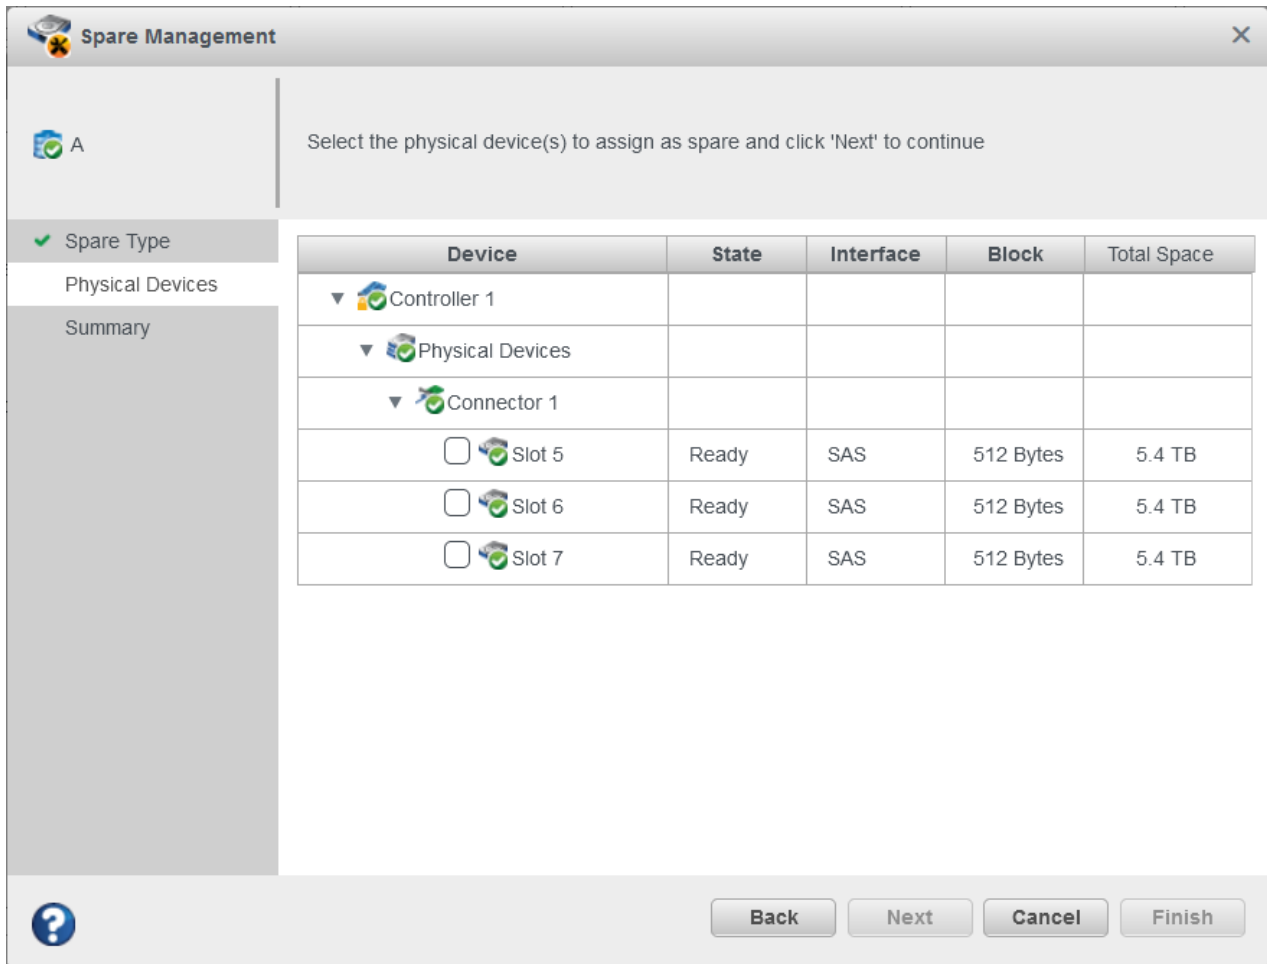 Spare Management
A
Select the physical device(s) to assign as spare and click 'Next' to continue
Spare Type
Physical Devices
Summary
Device State Interface Block Total Space
Controller 1
Physical Devices
Connector 1
Slot 5 Ready SAS 512 Bytes 5.4 TB
Slot 6 Ready SAS 512 Bytes 5.4 TB
Slot 7 Ready SAS 512 Bytes 5.4 TB
? Back Next Cancel Finish